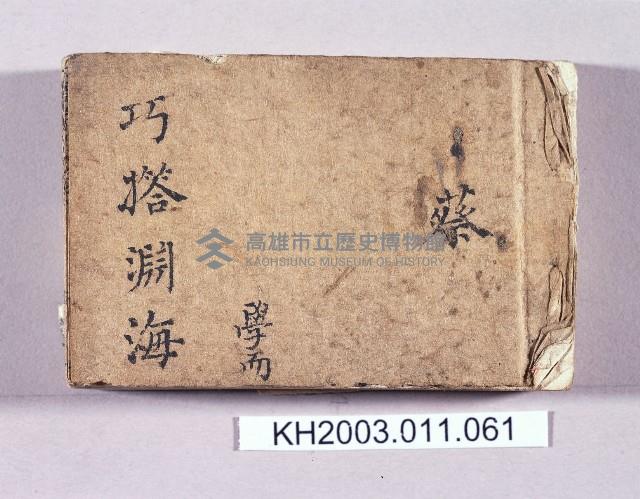 蔡
學而
巧搭淵海
高雄市立歷史博物館
KAOHSIUNG MUSEUM OF HISTORY
KH2003.011.061